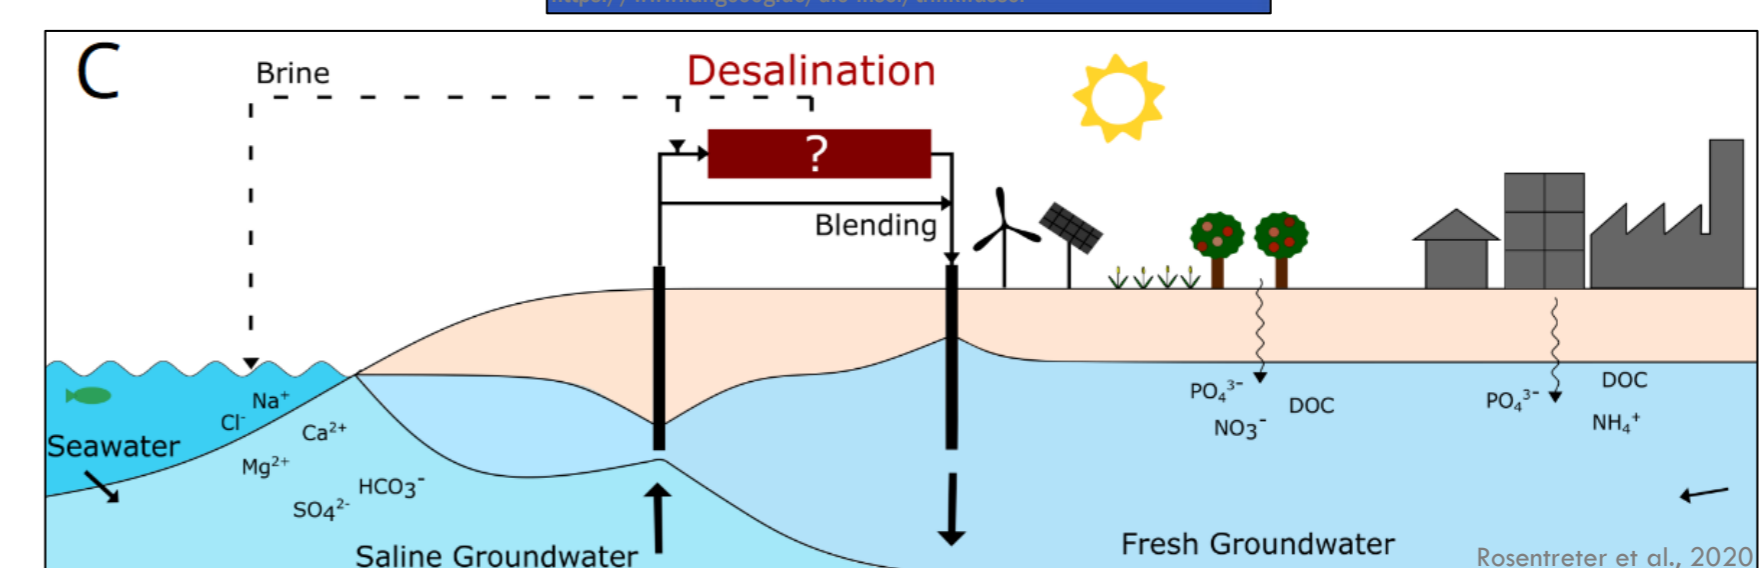 C
Brine
Desalination
?
Blending
Na⁺
Cl⁻
Ca²⁺
Seawater
Mg²⁺
HCO₃⁻
SO₄²⁻
Saline Groundwater
PO₄³⁻
DOC
NO₃⁻
DOC
PO₄³⁻
NH₄⁺
Fresh Groundwater
Rosentreter et al., 2020